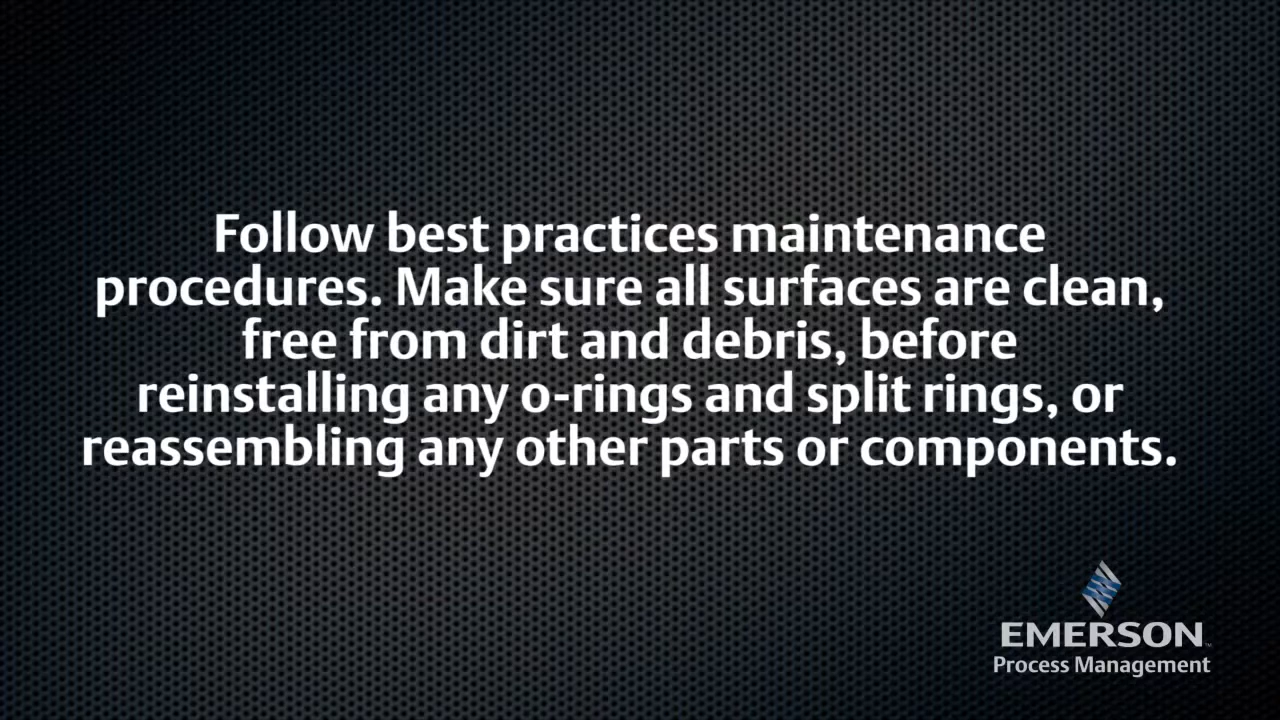 Follow best practices maintenance
procedures. Make sure all surfaces are clean,
free from dirt and debris, before
reinstalling any o-rings and split rings, or
reassembling any other parts or components.
EMERSON™
Process Management